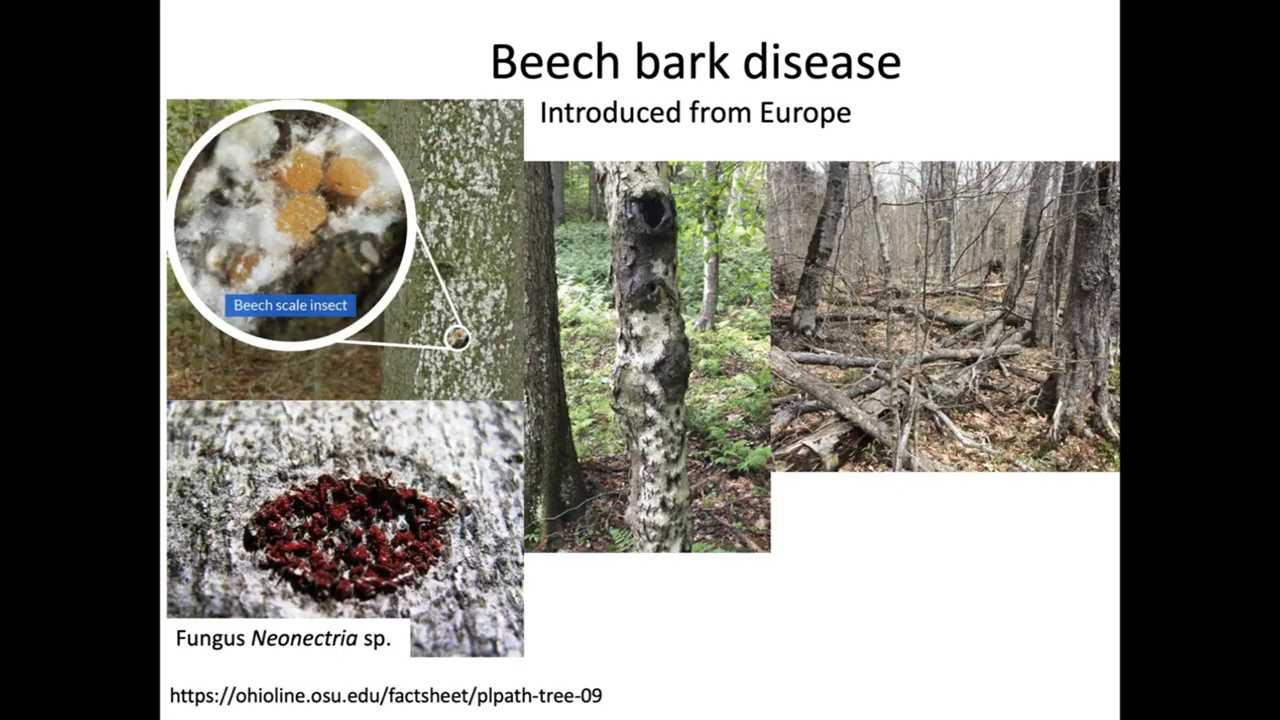 Beech bark disease
Introduced from Europe
Beech scale insect
Fungus Neonectria sp.
https://ohioline.osu.edu/factsheet/plpath-tree-09